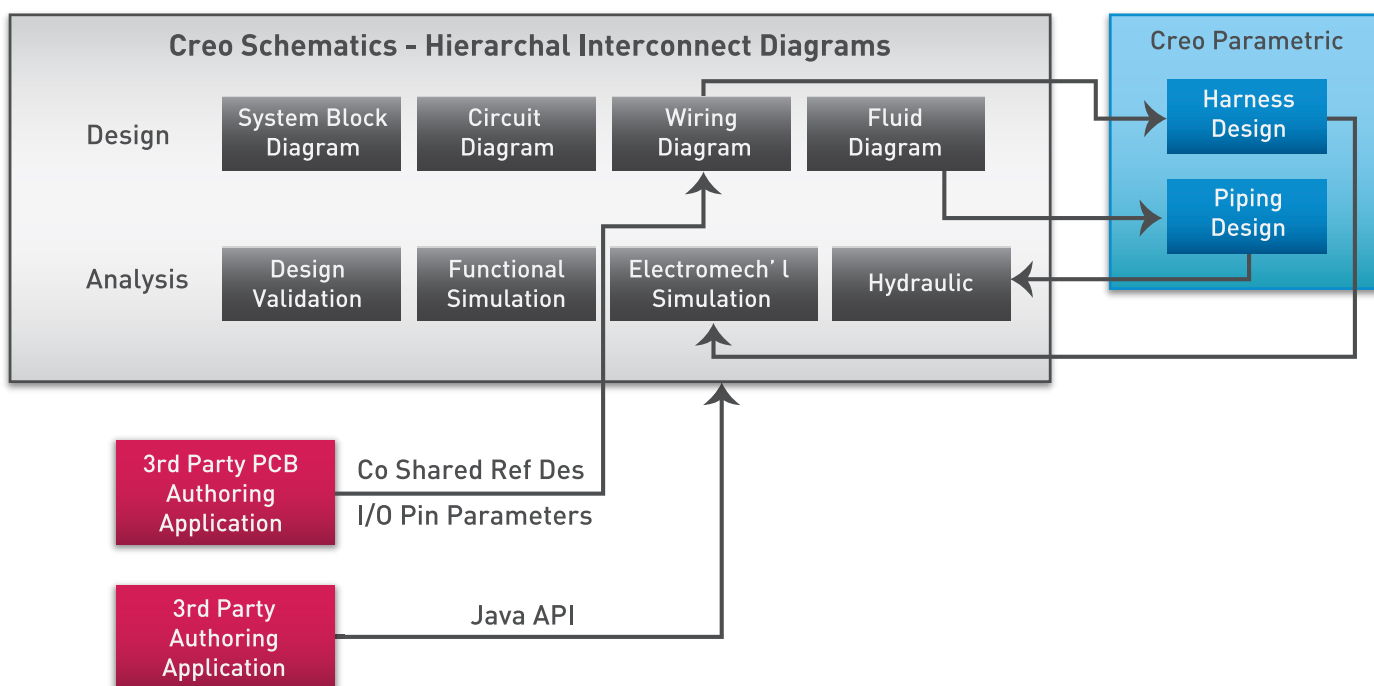 Creo Schematics - Hierarchal Interconnect Diagrams
Creo Parametric
Design
System Block
Diagram
Circuit
Diagram
Wiring
Diagram
Fluid
Diagram
Harness
Design
Piping
Design
Analysis
Design
Validation
Functional
Simulation
Electromech' l
Simulation
Hydraulic
3rd Party PCB
Authoring
Application
Co Shared Ref Des
I/O Pin Parameters
3rd Party
Authoring
Application
Java API